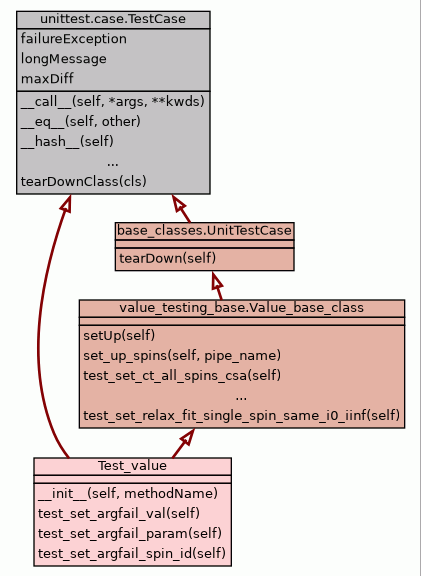 unittest.case.TestCase
failureException
longMessage
maxDiff
__call__(self, *args, **kwds)
__eq__(self, other)
__hash__(self)
...
tearDownClass(cls)
base_classes.UnitTestCase
tearDown(self)
value_testing_base.Value_base_class
setUp(self)
set_up_spins(self, pipe_name)
test_set_ct_all_spins_csa(self)
...
test_set_relax_fit_single_spin_same_i0_iinf(self)
Test_value
__init__(self, methodName)
test_set_argfail_val(self)
test_set_argfail_param(self)
test_set_argfail_spin_id(self)